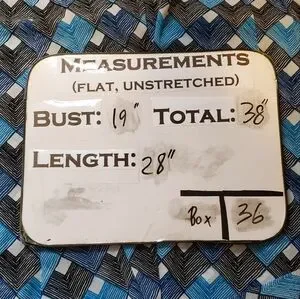 MEASUREMENTS
(FLAT, UNSTRETCHED)
BUST: 19" TOTAL: 38"
LENGTH: 28"
Box 36